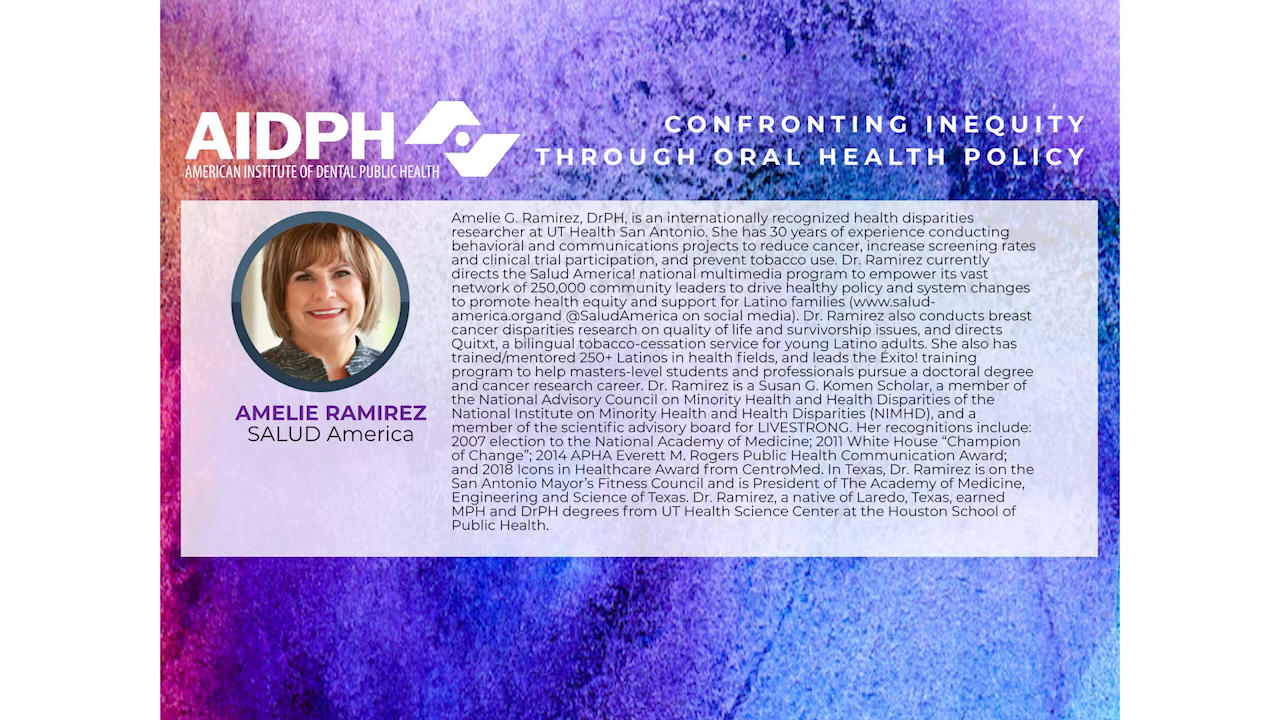 AIDPH
AMERICAN INSTITUTE OF DENTAL PUBLIC HEALTH
CONFRONTING INEQUITY
THROUGH ORAL HEALTH POLICY
AMELIE RAMIREZ
SALUD America
Amelie G. Ramirez, DrPH, is an internationally recognized health disparities
researcher at UT Health San Antonio. She has 30 years of experience conducting
behavioral and communications projects to reduce cancer, increase screening rates
and clinical trial participation, and prevent tobacco use. Dr. Ramirez currently
directs the Salud America! national multimedia program to empower its vast
network of 250,000 community leaders to drive healthy policy and system changes
to promote health equity and support for Latino families (www.salud-
america.organd @SaludAmerica on social media). Dr. Ramirez also conducts breast
cancer disparities research on quality of life and survivorship issues, and directs
Quitxt, a bilingual tobacco-cessation service for young Latino adults. She also has
trained/mentored 250+ Latinos in health fields, and leads the Éxito! training
program to help masters-level students and professionals pursue a doctoral degree
and cancer research career. Dr. Ramirez is a Susan G. Komen Scholar, a member of
the National Advisory Council on Minority Health and Health Disparities of the
National Institute on Minority Health and Health Disparities (NIMHD), and a
member of the scientific advisory board for LIVESTRONG. Her recognitions include:
2007 election to the National Academy of Medicine; 2011 White House “Champion
of Change”; 2014 APHA Everett M. Rogers Public Health Communication Award;
and 2018 Icons in Healthcare Award from CentroMed. In Texas, Dr. Ramirez is on the
San Antonio Mayor’s Fitness Council and is President of The Academy of Medicine,
Engineering and Science of Texas. Dr. Ramirez, a native of Laredo, Texas, earned
MPH and DrPH degrees from UT Health Science Center at the Houston School of
Public Health.